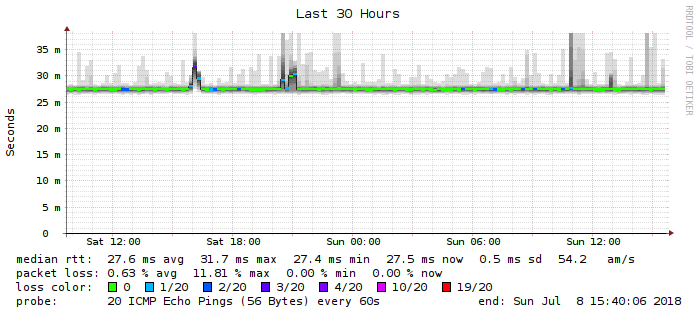 Last 30 Hours
RRDTOOL / TOBI OETIKER
Seconds
35 m
30 m
25 m
20 m
15 m
10 m
5 m
0
Sat 12:00 Sat 18:00 Sun 00:00 Sun 06:00 Sun 12:00
median rtt: 27.6 ms avg 31.7 ms max 27.4 ms min 27.5 ms now 0.5 ms sd 54.2 am/s
packet loss: 0.63 % avg 11.81 % max 0.00 % min 0.00 % now
loss color: 0 1/20 2/20 3/20 4/20 10/20 19/20
probe: 20 ICMP Echo Pings (56 Bytes) every 60s end: Sun Jul 8 15:40:06 2018